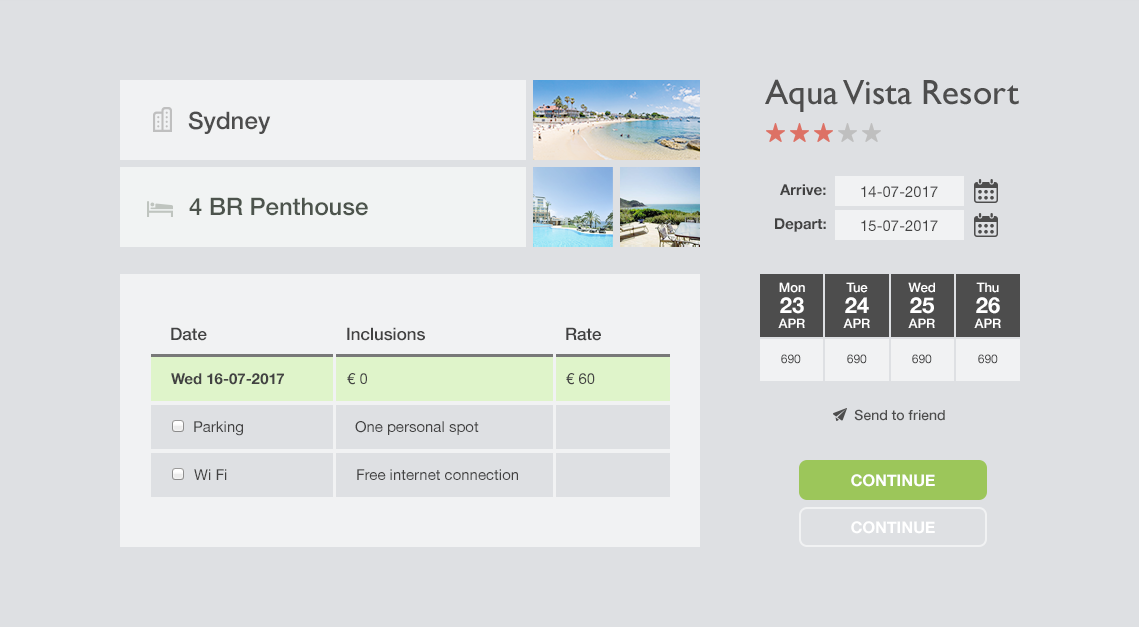 Sydney
4 BR Penthouse
Aqua Vista Resort
Arrive: 14-07-2017
Depart: 15-07-2017
Date Inclusions Rate
Wed 16-07-2017 € 0 € 60
Parking One personal spot
Wi Fi Free internet connection
Mon Tue Wed Thu
23 24 25 26
APR APR APR APR
690 690 690 690
Send to friend
CONTINUE
CONTINUE